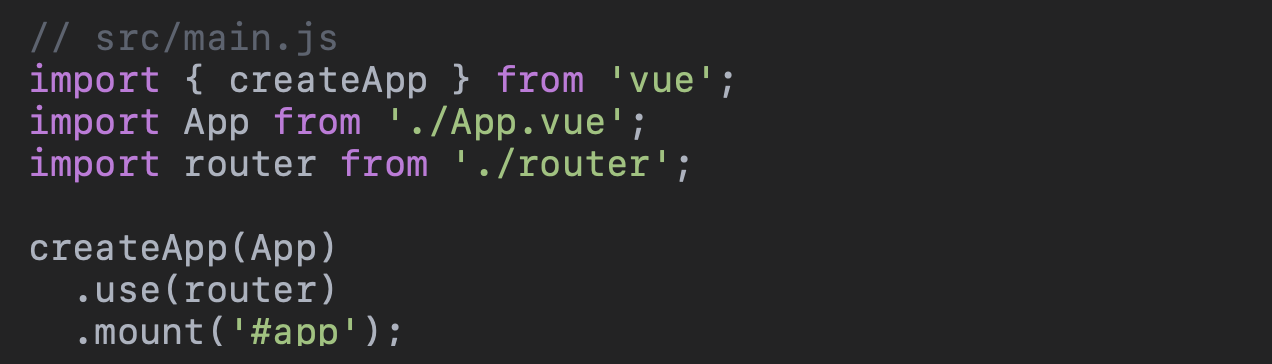 // src/main.js
import { createApp } from 'vue';
import App from './App.vue';
import router from './router';

createApp(App)
  .use(router)
  .mount('#app');